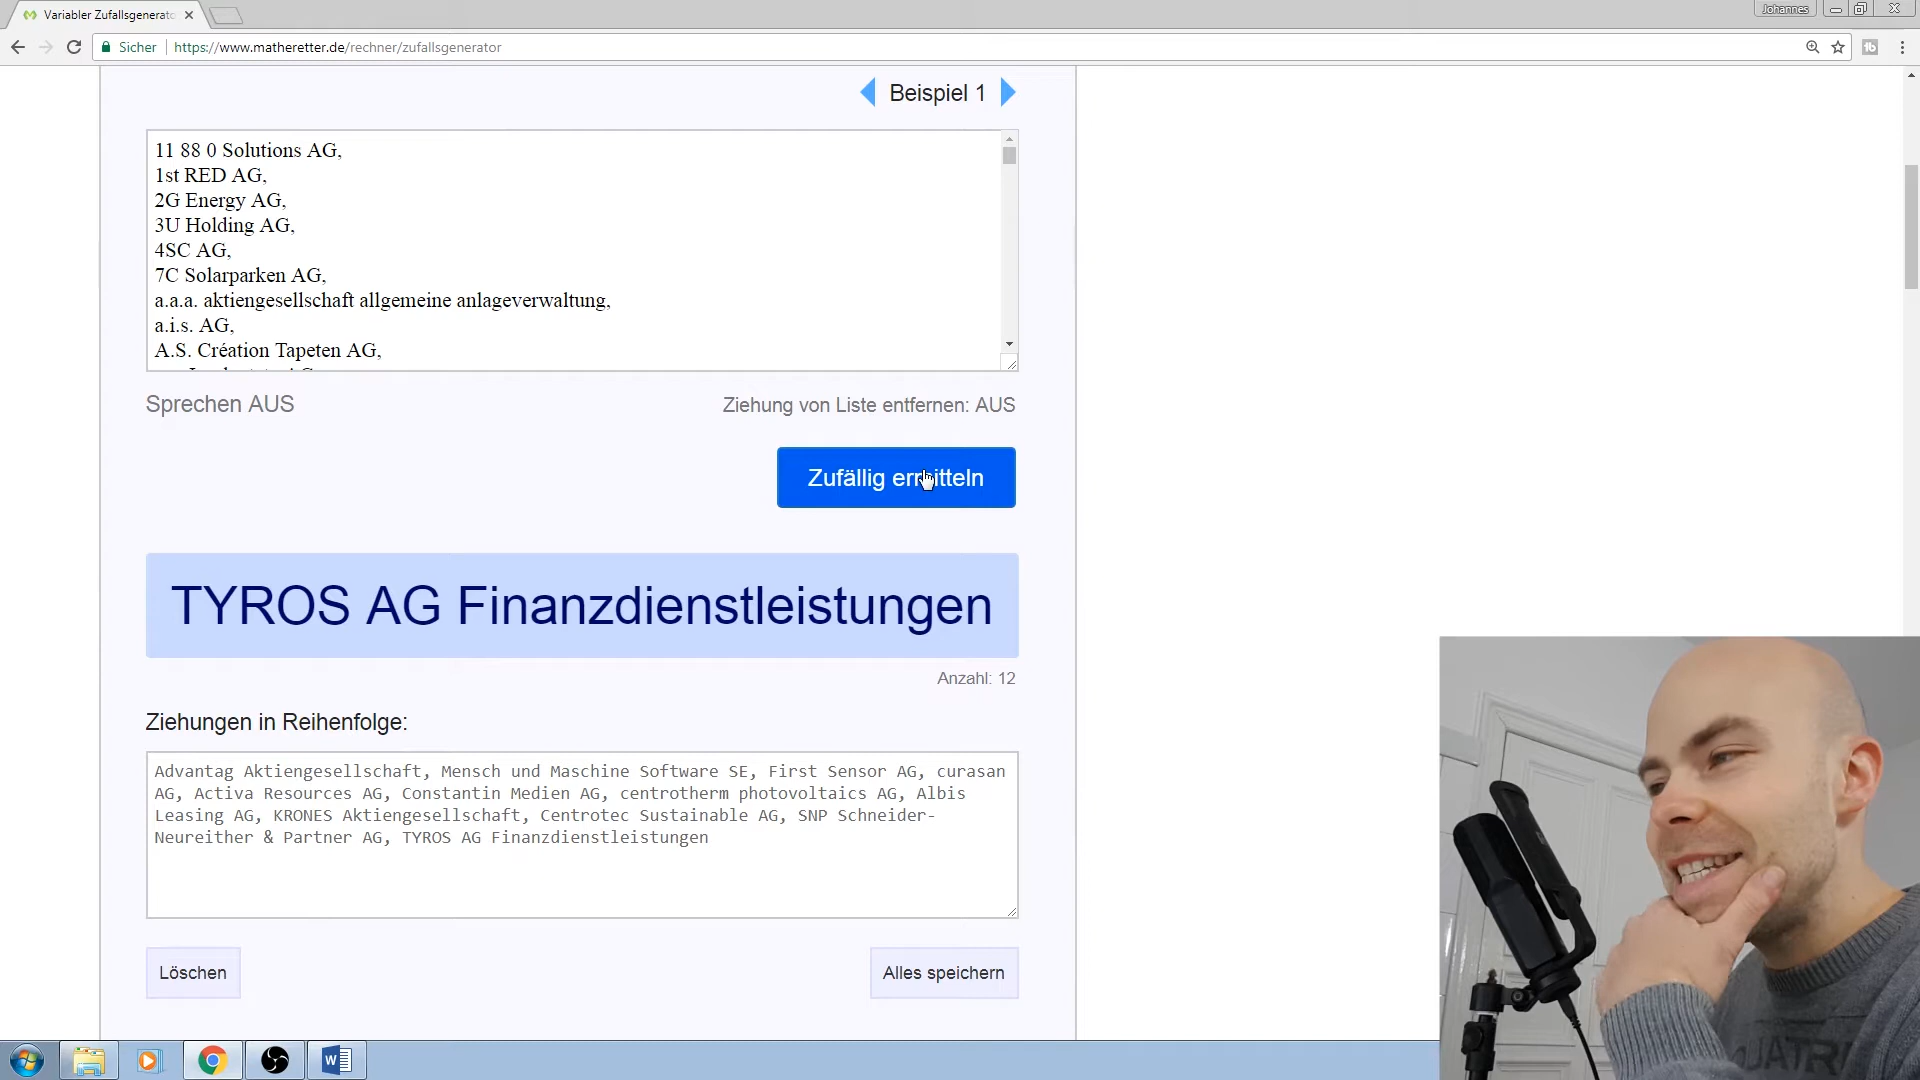 Variabler Zufallsgenerato
Johannes
Sicher
https://www.matheretter.de/rechner/zufallsgenerator
Beispiel 1
11 88 0 Solutions AG,
1st RED AG,
2G Energy AG,
3U Holding AG,
4SC AG,
7C Solarparken AG,
a.a.a. aktiengesellschaft allgemeine anlageverwaltung,
a.i.s. AG,
A.S. Création Tapeten AG,
Sprechen AUS
Ziehung von Liste entfernen: AUS
Zufällig ermitteln
TYROS AG Finanzdienstleistungen
Anzahl: 12
Ziehungen in Reihenfolge:
Advantag Aktiengesellschaft, Mensch und Maschine Software SE, First Sensor AG, curasan
AG, Activa Resources AG, Constantin Medien AG, centrotherm photovoltaics AG, Albis
Leasing AG, KRONES Aktiengesellschaft, Centrotec Sustainable AG, SNP Schneider-
Neureither & Partner AG, TYROS AG Finanzdienstleistungen
Löschen
Alles speichern